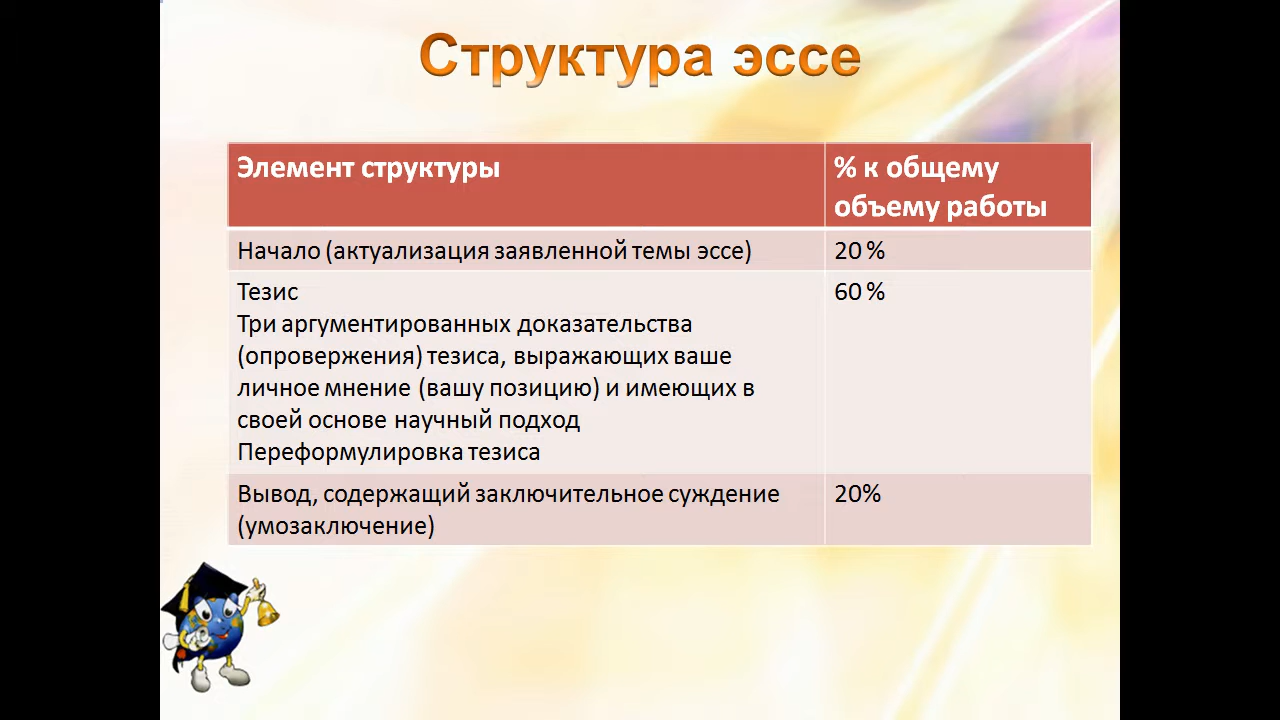 Структура эссе
Элемент структуры
% к общему
объему работы
Начало (актуализация заявленной темы эссе)
20 %
Тезис
60 %
Три аргументированных доказательства
(опровержения) тезиса, выражающих ваше
личное мнение (вашу позицию) и имеющих в
своей основе научный подход
Переформулировка тезиса
Вывод, содержащий заключительное суждение
(умозаключение)
20%